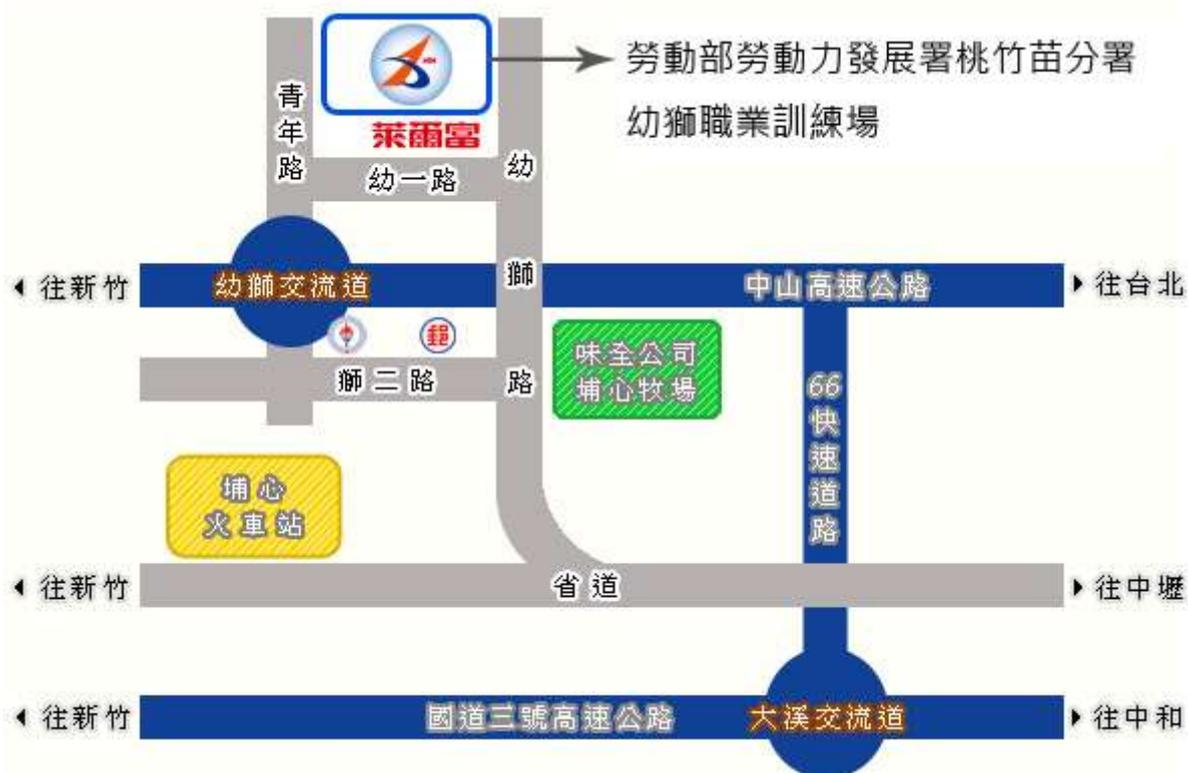 勞動部勞動力發展署桃竹苗分署
幼獅職業訓練場
萊爾富
青年路
幼一路
幼獅路
往新竹
幼獅交流道
中山高速公路
往台北
郵
獅二路
味全公司
埔心牧場
66快速道路
埔心
火車站
往新竹
省道
往中壢
往新竹
國道三號高速公路
大溪交流道
往中和